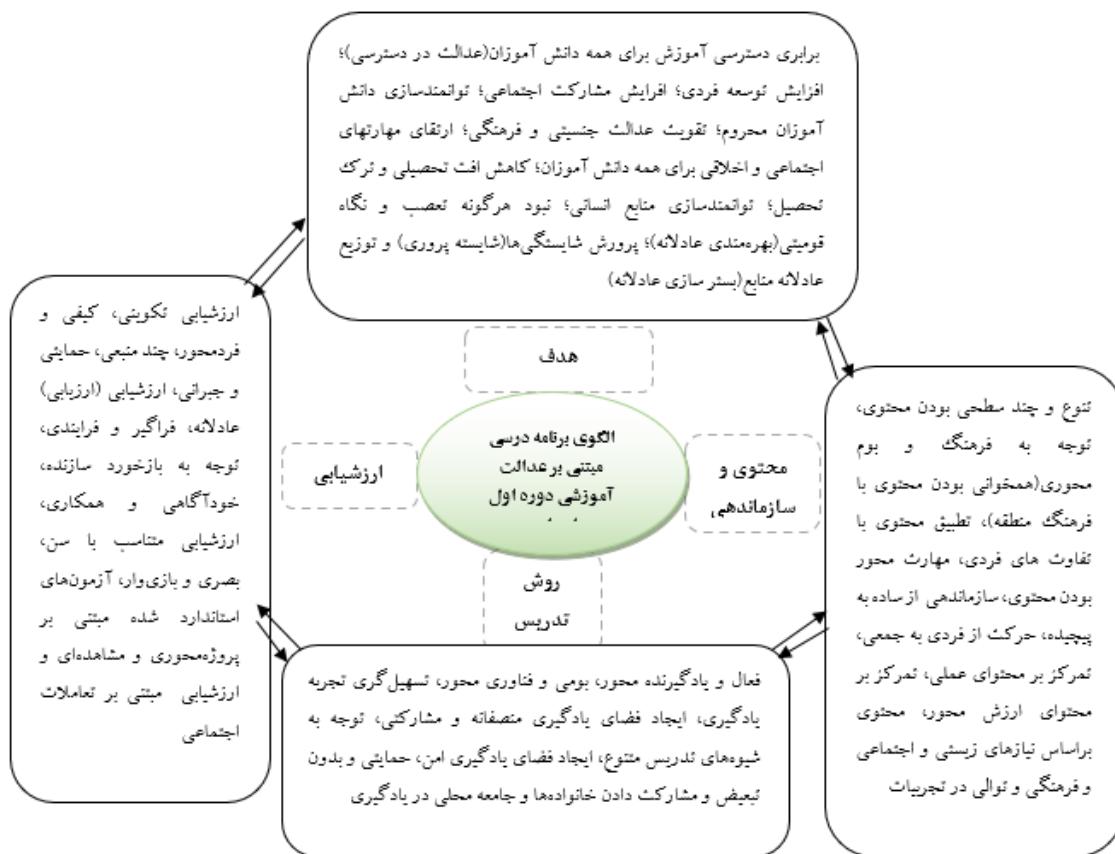 برابری دسترسی آموزش برای همه دانش آموزان(عدالت در دسترسی)؛
افزایش توسعه فردی؛ افرایش مشارکت اجتماعی؛ توانمندسازی دانش
آموزان محروم؛ تقویت عدالت جنسیتی و فرهنگی؛ ارتقای مهارتهای
اجتماعی و اخلاقی برای همه دانش آموزان؛ کاهش افت تحصیلی و ترک
تحصیل؛ توانمندسازی منابع انسانی؛ نبود هرگونه تعصب و نگاه
قومیتی(بهره‌مندی عادلانه)؛ پرورش شایستگی‌ها(شایسته پروری) و توزیع
عادلانه منابع(بستر سازی عادلانه)
هدف
تنوع و چند سطحی بودن محتوی،
توجه به فرهنگ و بوم
محوری(همخوانی بودن محتوی با
فرهنگ منطقه)، تطبیق محتوی با
تفاوت های فردی، مهارت محور
بودن محتوی، سازماندهی از ساده به
پیچیده، حرکت از فردی به جمعی،
تمرکز بر محتوای عملی، تمرکز بر
محتوای ارزش محور، محتوی
براساس نیازهای زیستی و اجتماعی
و فرهنگی و توالی در تجربیات
محتوی و
سازماندهی
الگوی برنامه درسی
مبتنی بر عدالت
آموزشی دوره اول
ارزشیابی
ارزشیابی تکوینی، کیفی و
فردمحور، چند منبعی، حمایتی
و جبرانی، ارزشیابی (ارزیابی)
عادلانه، فراگیر و فرایندی،
توجه به بازخورد سازنده،
خودآگاهی و همکاری،
ارزشیابی متناسب با سن،
بصری و بازی‌وار، آزمون‌های
استاندارد شده مبتنی بر
پروژه‌محوری و مشاهده‌ای و
ارزشیابی مبتنی بر تعاملات
اجتماعی
روش
تدریس
فعال و یادگیرنده محور، بومی و فناوری محور، تسهیل‌گری تجربه
یادگیری، ایجاد فضای یادگیری منصفانه و مشارکتی، توجه به
شیوه‌های تدریس متنوع، ایجاد فضای یادگیری امن، حمایتی و بدون
تبعیض و مشارکت دادن خانواده‌ها و جامعه محلی در یادگیری